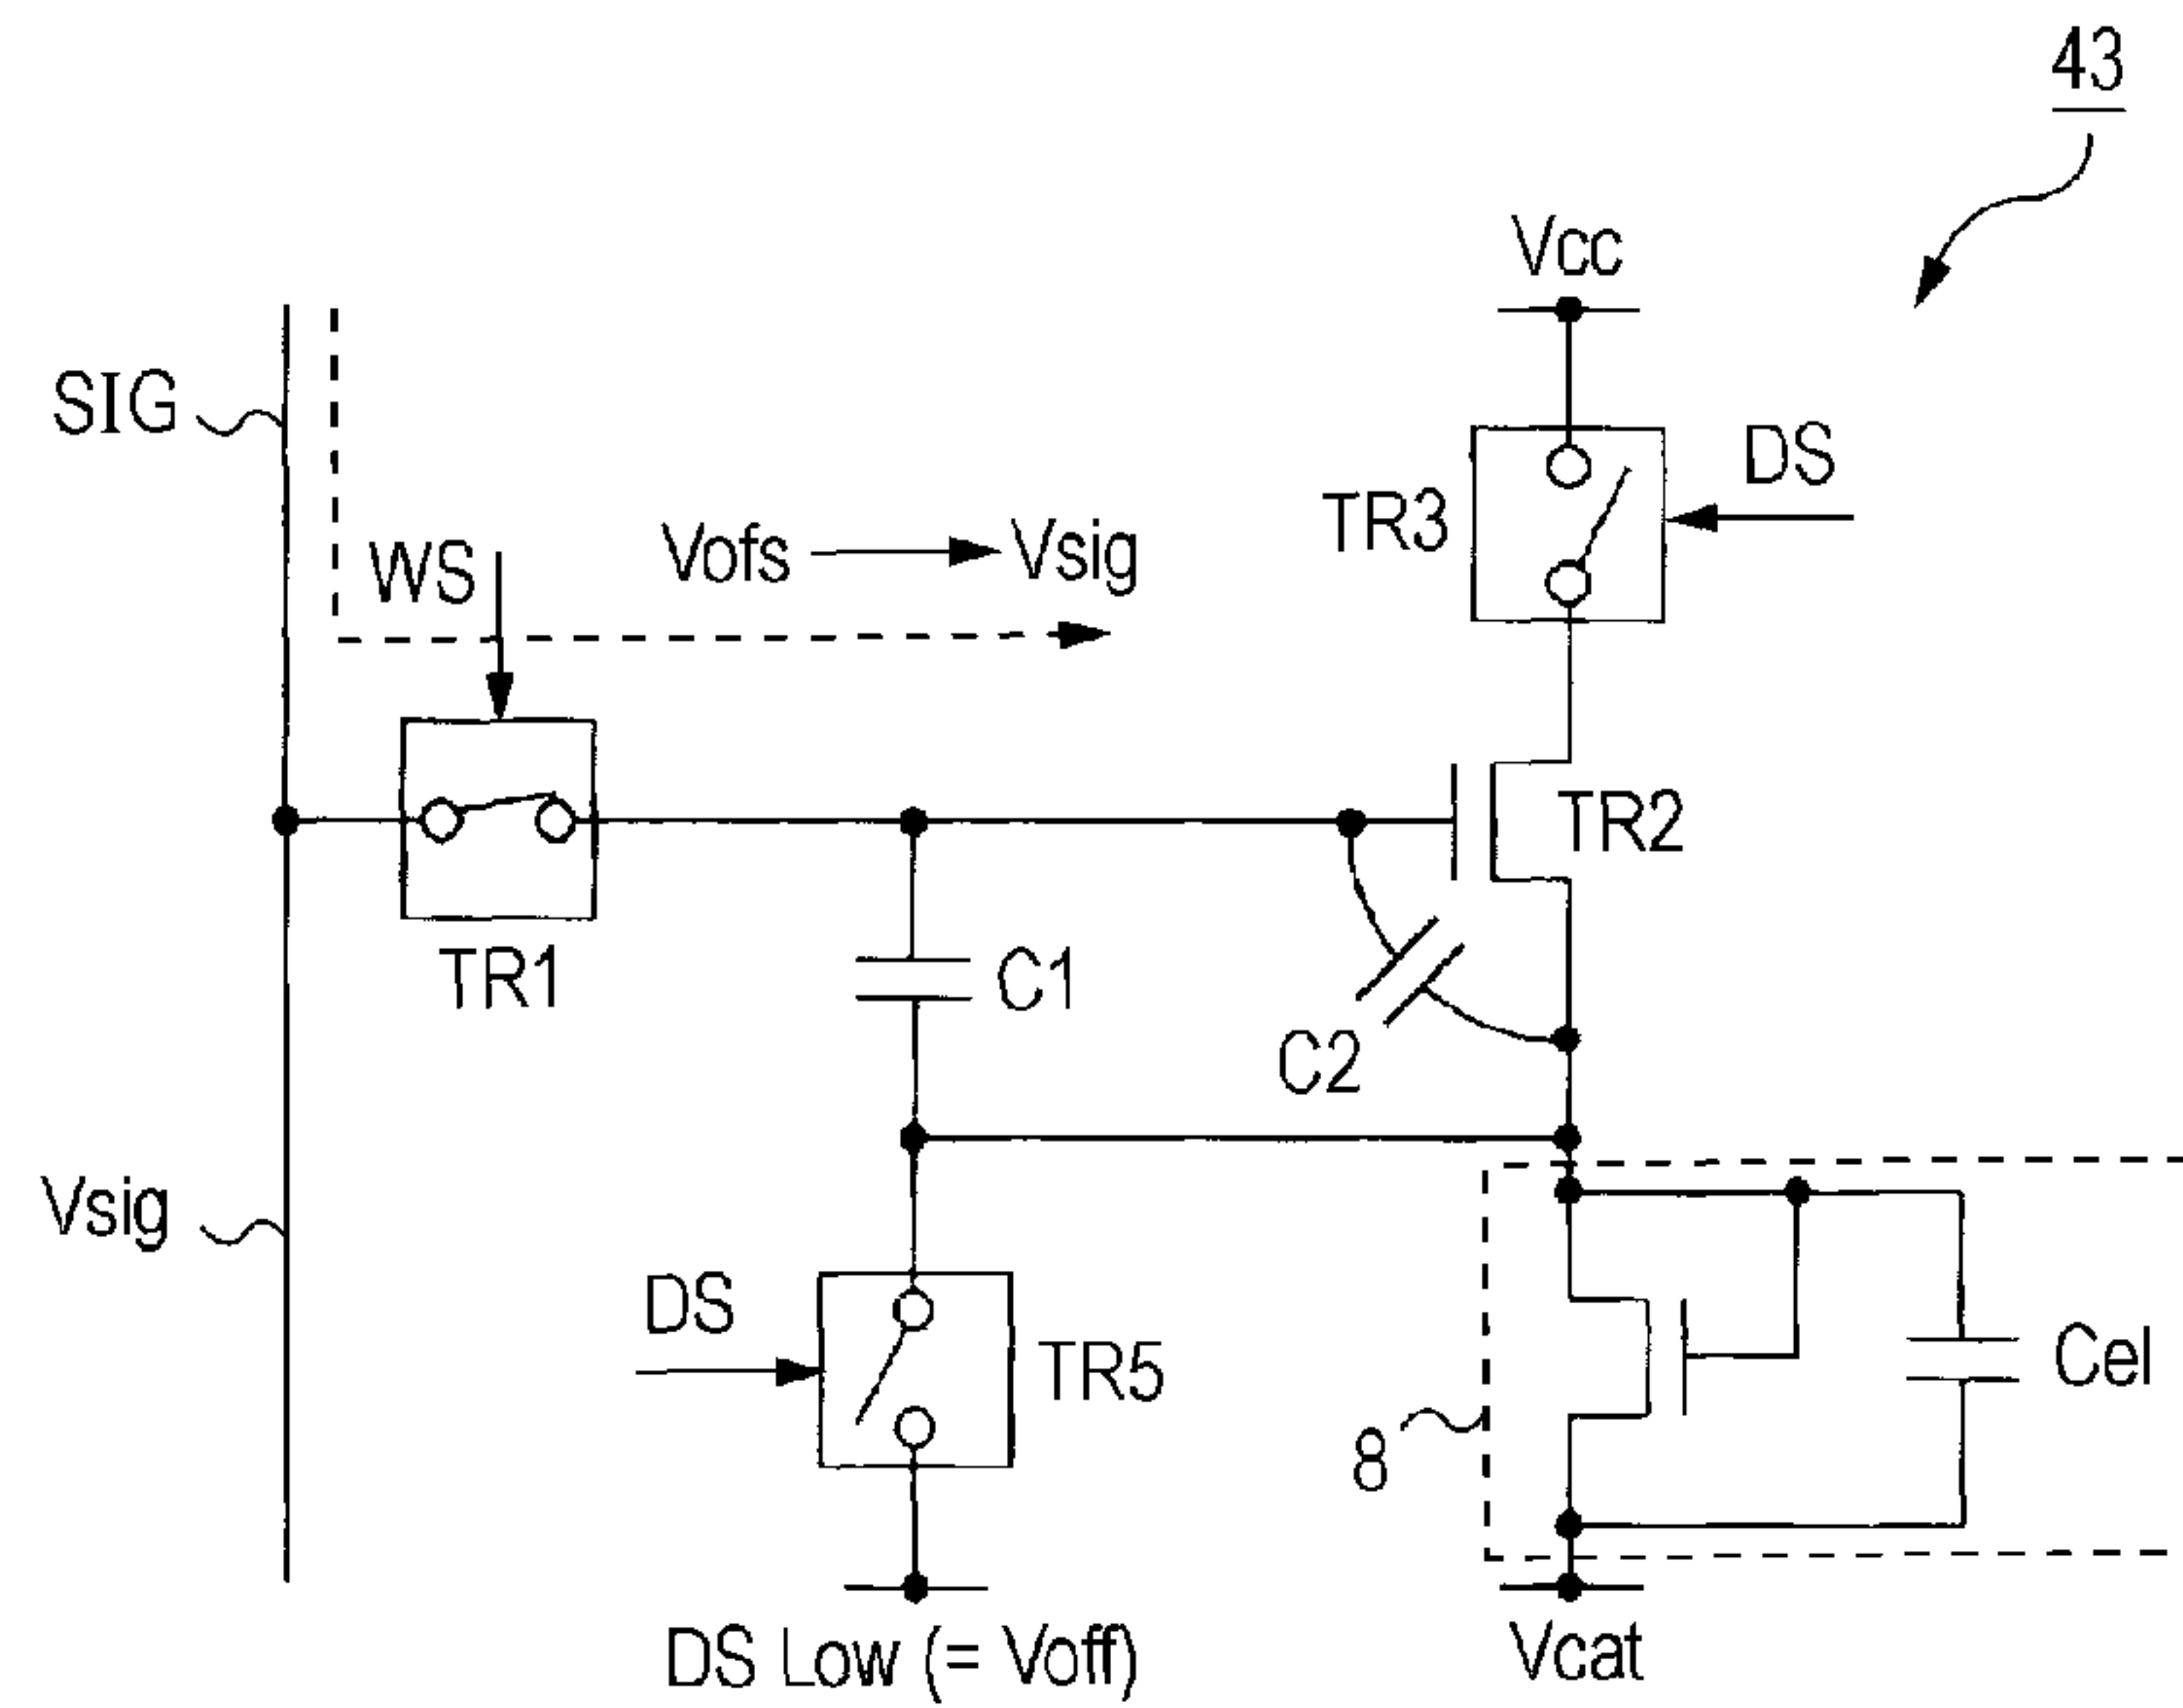 43
Vcc
SIG
DS
TR3
WS
Vofs
Vsig
TR2
TR1
C1
C2
Vsig
DS
TR5
Cel
8
DS Low (= Voff)
Vcat